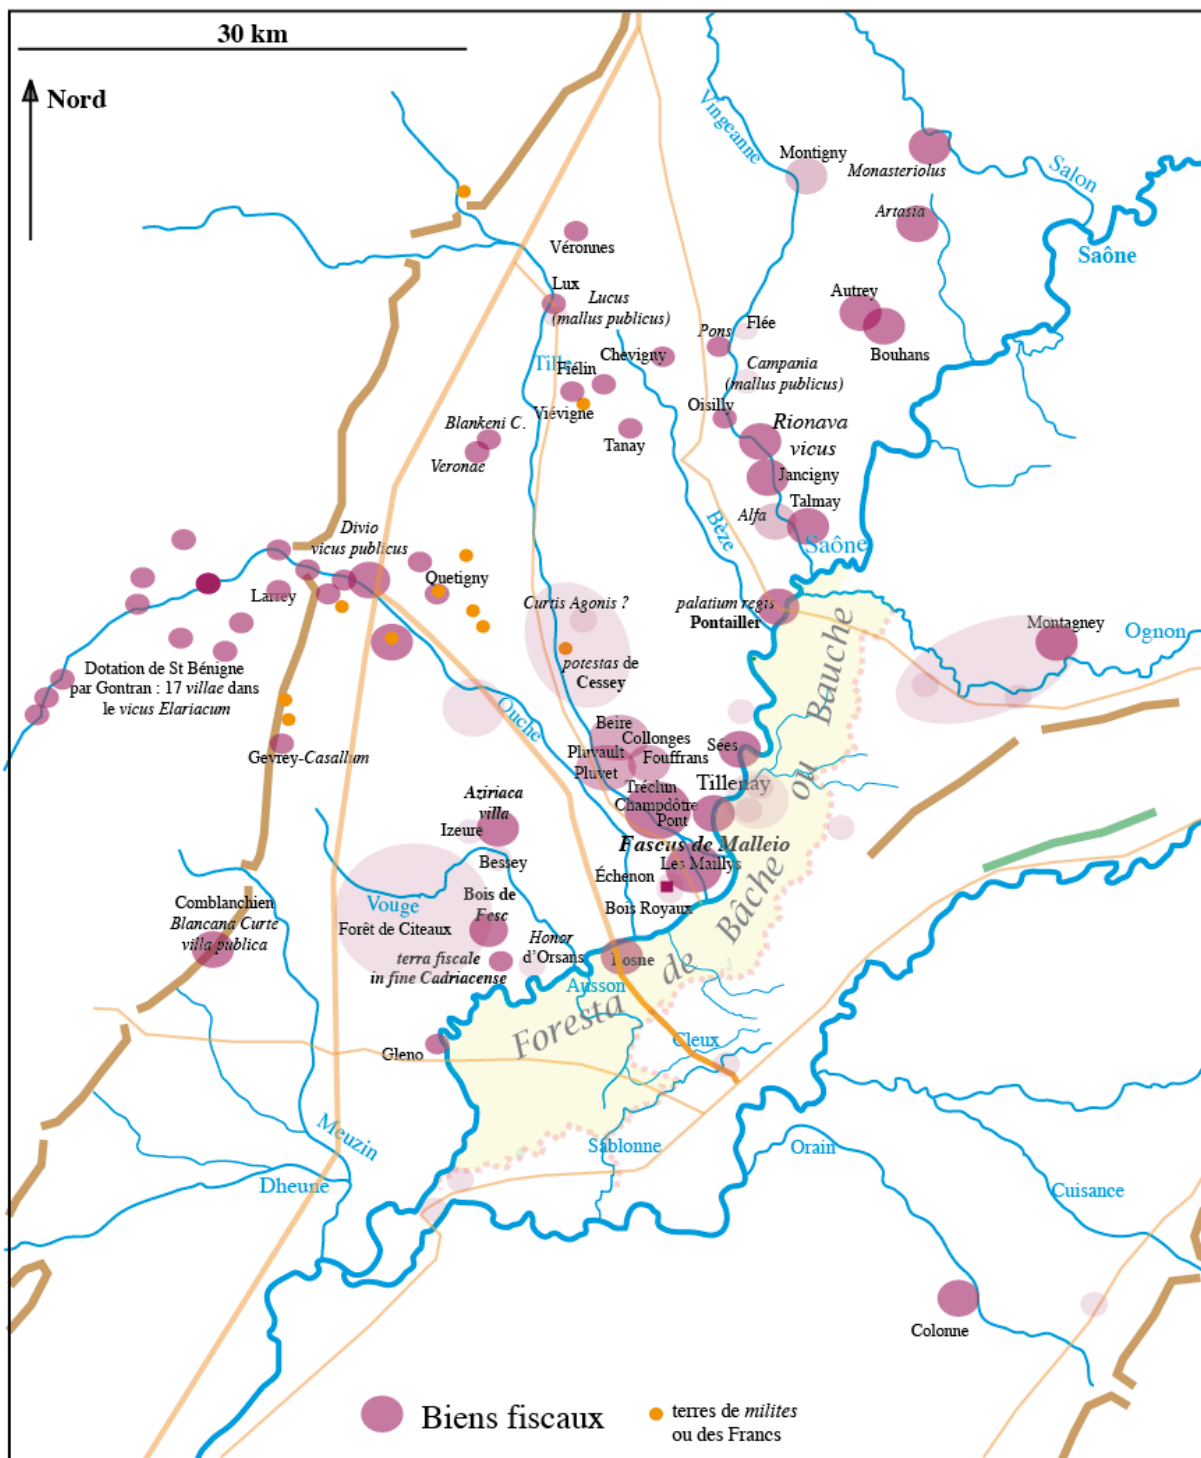 30 km
Nord
Vingeanne
Montigny
Monasteriolus
Salon
Artasia
Saône
Véronnes
Lux
Lucus
(mallus publicus)
Autrey
Bouhans
Pons
Flée
Tille
Fiélin
Chevigny
Campania
(mallus publicus)
Viévigne
Oisilly
Blankeni C.
Tanay
Rionava
vicus
Veronae
Jancigny
Talmay
Alfa
Bèze
Saône
Divio
vicus publicus
Quetigny
Larrey
Curtis Agonis ?
palatium regis
Pontailler
Montagney
Ognon
potestas de
Cessey
Dotation de St Bénigne
par Gontran : 17 villae dans
le vicus Elariacum
Ouche
Gevrey-Casallum
Beire
Collonges
Pluvault
Fouffrans
Pluvet
Sées
Tréclun
Tillenay
Champdôtre
Pont
Aziriaca
villa
Izeure
Bessey
Fascus de Malleio
Les Maillys
Échenon
Bois Royaux
Foresta de Bâche ou Bauche
Comblanchien
Blancana Curte
villa publica
Vouge
Forêt de Citeaux
Bois de
Fesc
Honor
d'Orsans
terra fiscale
in fine Cadriacense
Losne
Ausson
Gleno
Cleux
Meuzin
Sablonne
Orain
Dheune
Cuisance
Colonne
Biens fiscaux
terres de milites
ou des Francs